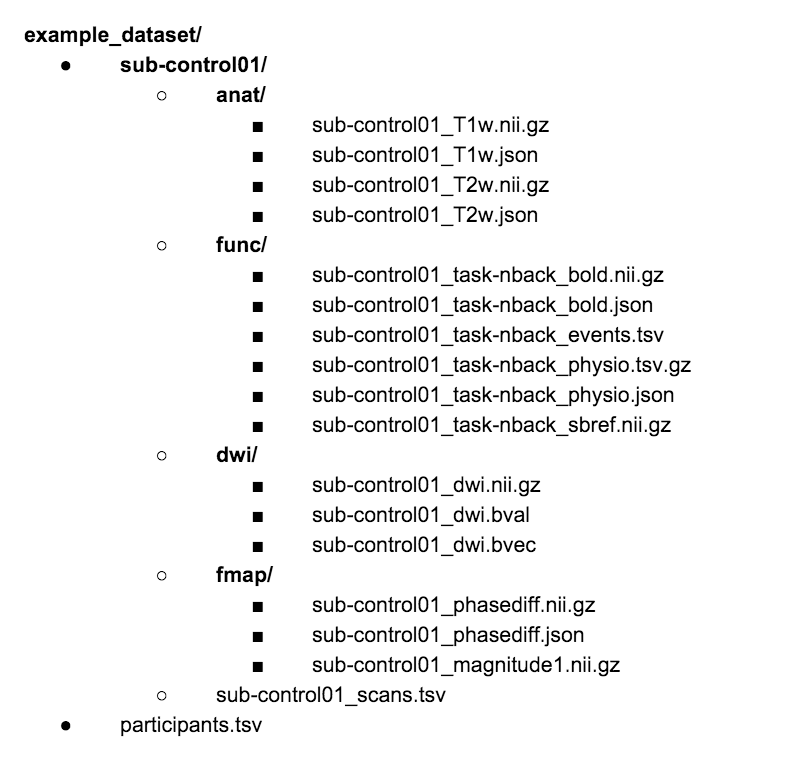 example_dataset/
● sub-control01/
○ anat/
■ sub-control01_T1w.nii.gz
■ sub-control01_T1w.json
■ sub-control01_T2w.nii.gz
■ sub-control01_T2w.json
○ func/
■ sub-control01_task-nback_bold.nii.gz
■ sub-control01_task-nback_bold.json
■ sub-control01_task-nback_events.tsv
■ sub-control01_task-nback_physio.tsv.gz
■ sub-control01_task-nback_physio.json
■ sub-control01_task-nback_sbref.nii.gz
○ dwi/
■ sub-control01_dwi.nii.gz
■ sub-control01_dwi.bval
■ sub-control01_dwi.bvec
○ fmap/
■ sub-control01_phasediff.nii.gz
■ sub-control01_phasediff.json
■ sub-control01_magnitude1.nii.gz
○ sub-control01_scans.tsv
● participants.tsv